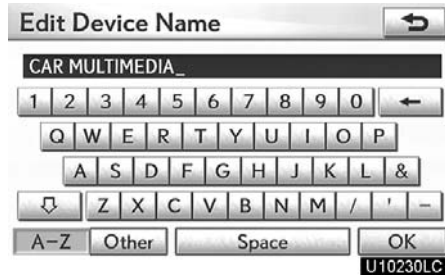 Edit Device Name
CAR MULTIMEDIA_
1 2 3 4 5 6 7 8 9 0 ←
Q W E R T Y U I O P
A S D F G H J K L &
⇩ Z X C V B N M / ' -
A-Z Other Space OK
U10230LC